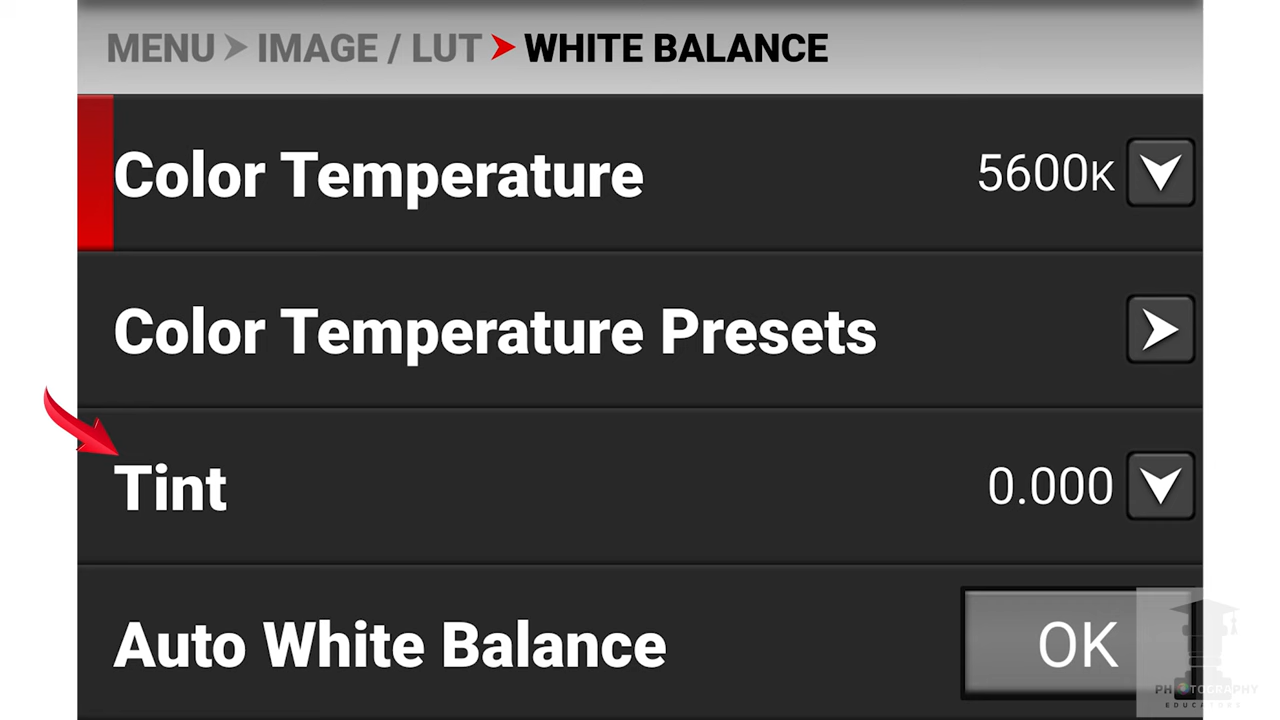 MENU IMAGE / LUT WHITE BALANCE
Color Temperature 5600K
Color Temperature Presets
Tint 0.000
Auto White Balance OK
PHOTOGRAPHY
EDUCATORS